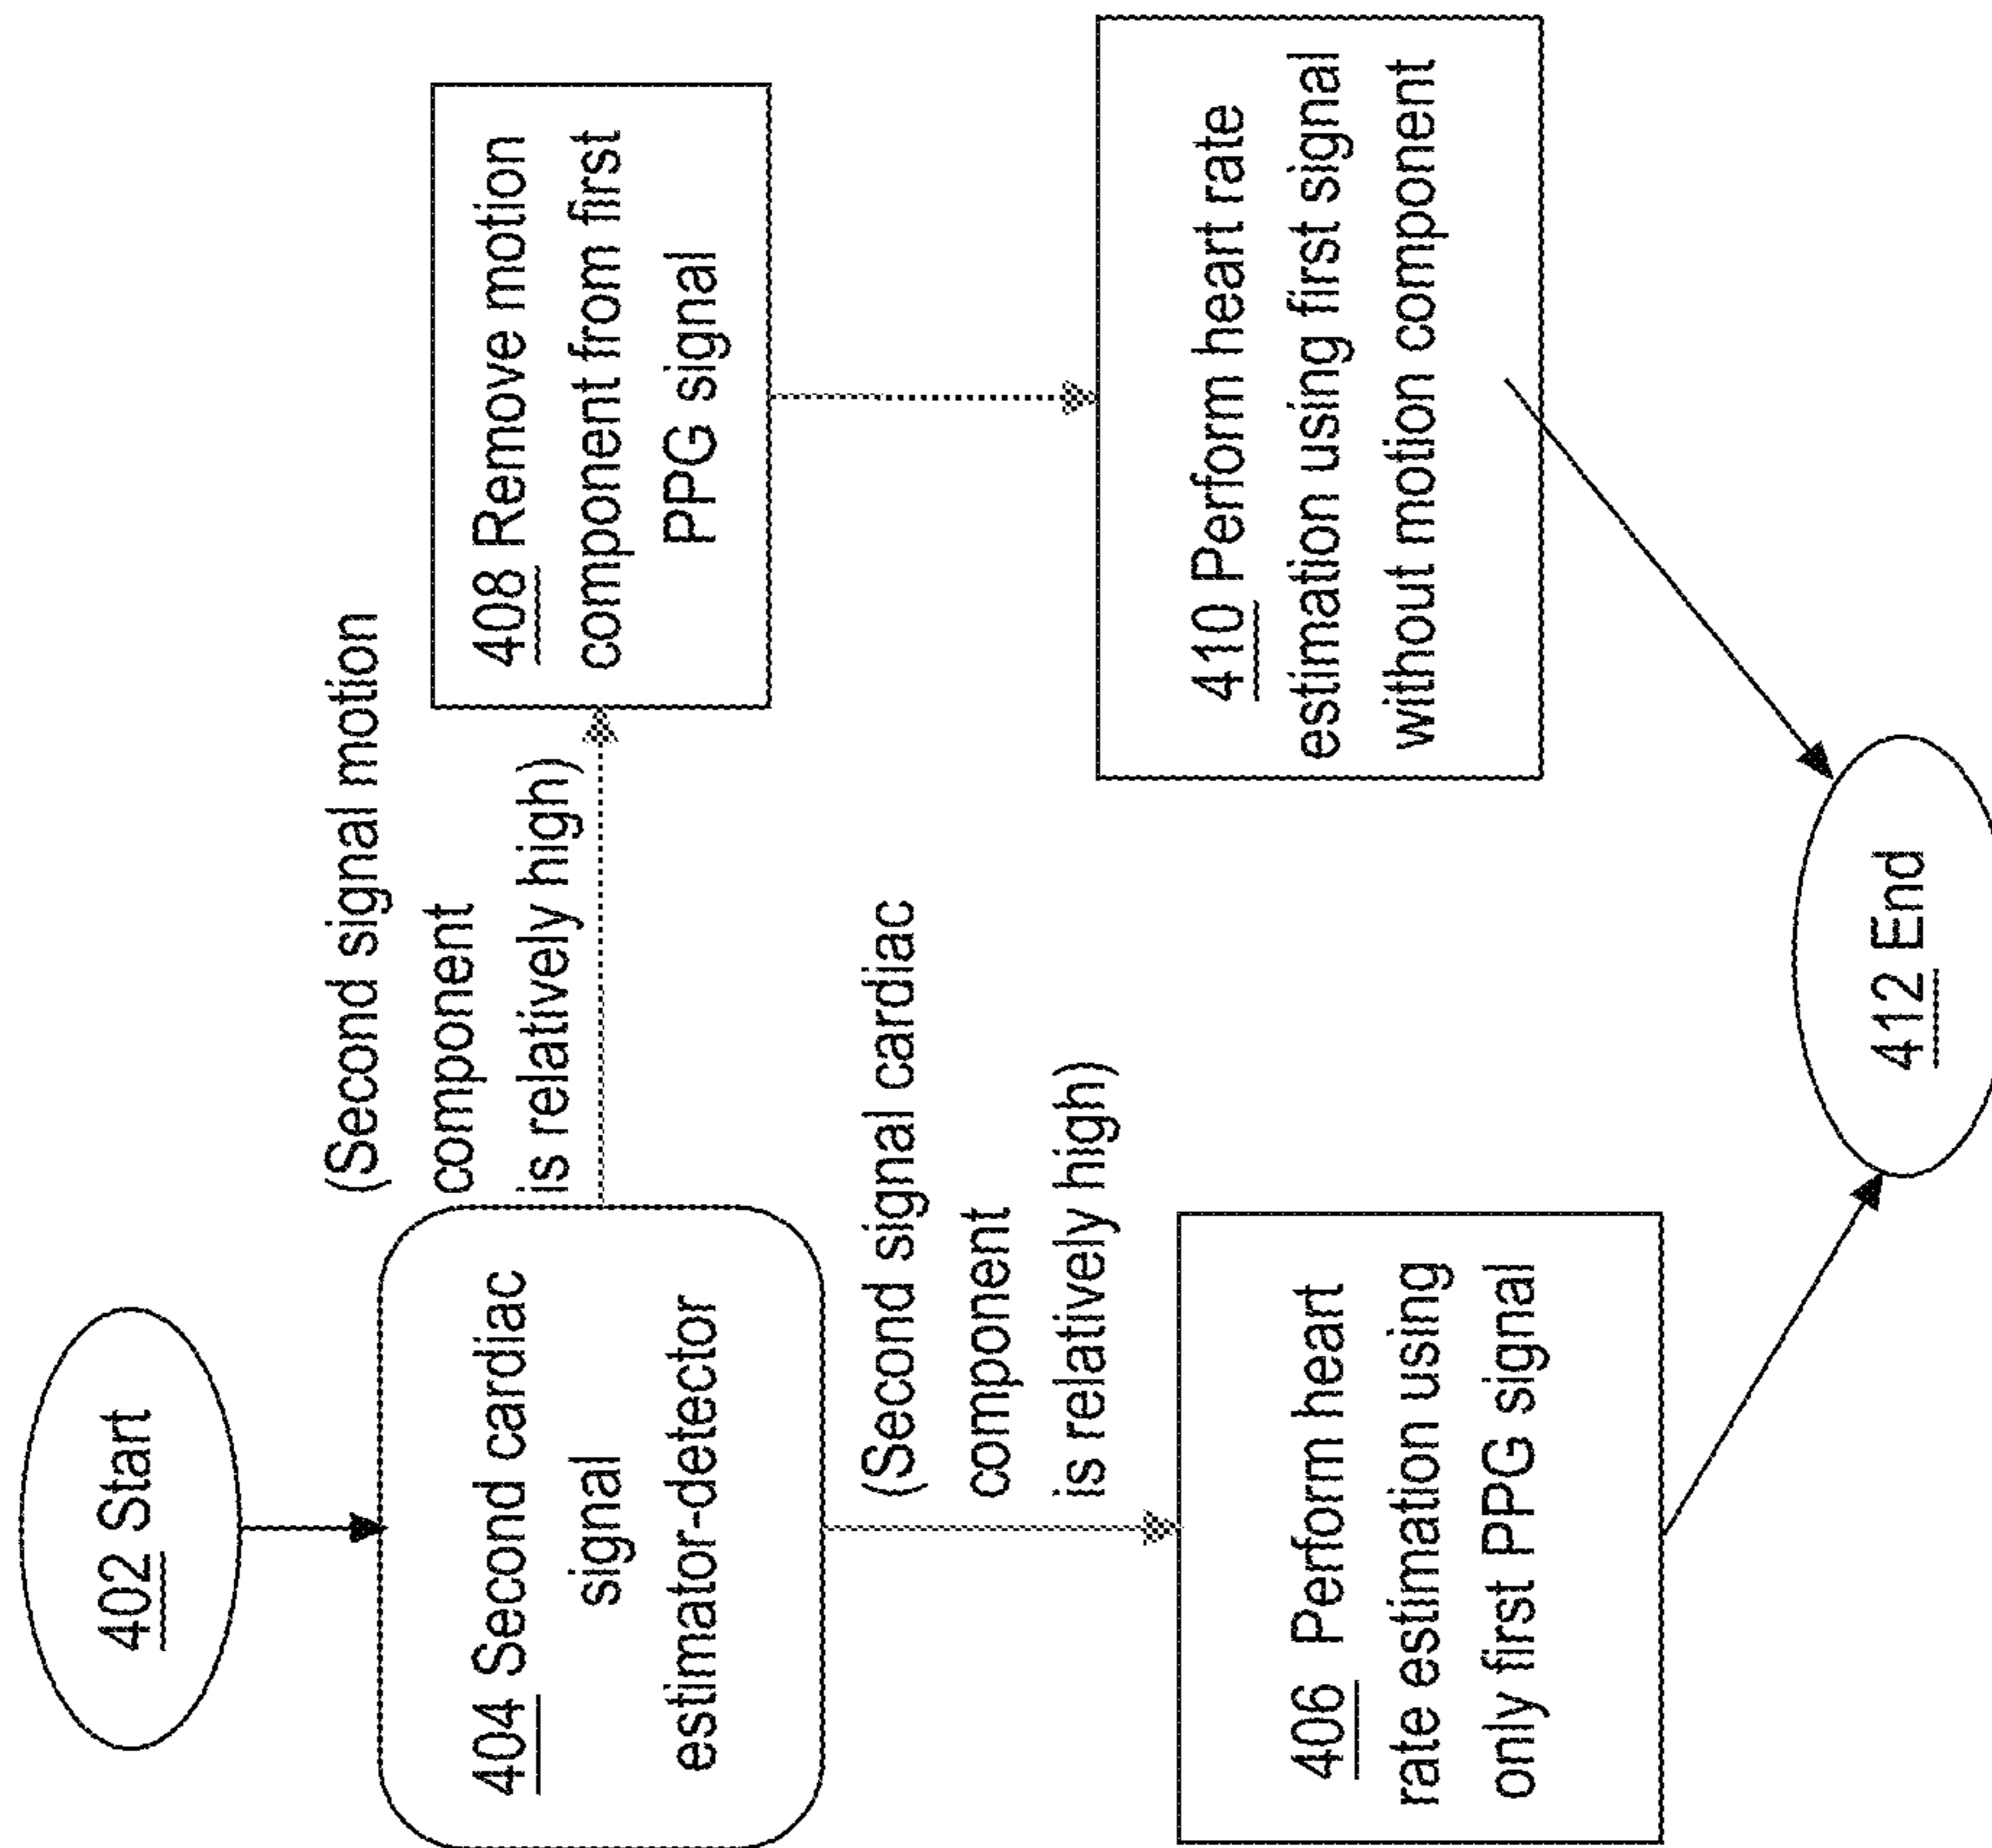 402 Start
404 Second cardiac
signal
estimator-detector
(Second signal motion
component
is relatively high)
408 Remove motion
component from first
PPG signal
(Second signal cardiac
component
is relatively high)
406 Perform heart
rate estimation using
only first PPG signal
410 Perform heart rate
estimation using first signal
without motion component
412 End